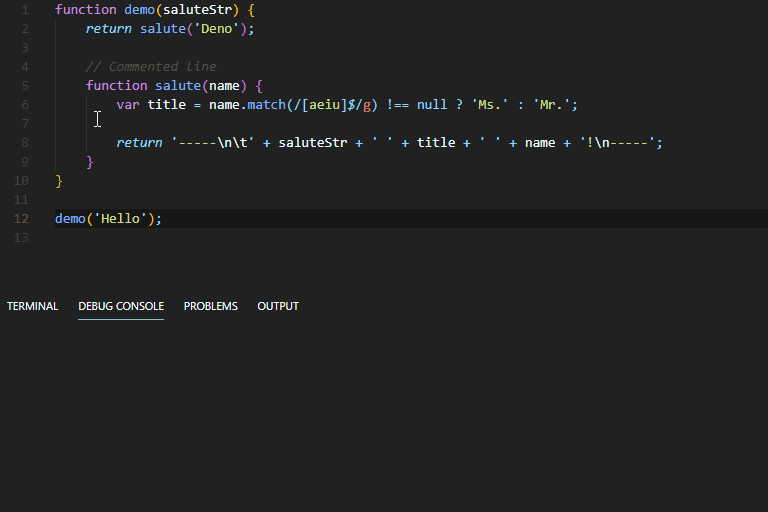 1 function demo(saluteStr) {
2 return salute('Deno');
3
4 // Commented line
5 function salute(name) {
6 var title = name.match(/[aeiu]$/g) !== null ? 'Ms.' : 'Mr.';
7
8 return '-----\n\t' + saluteStr + ' ' + title + ' ' + name + '!\n-----';
9 }
10 }
11
12 demo('Hello');
13
TERMINAL DEBUG CONSOLE PROBLEMS OUTPUT